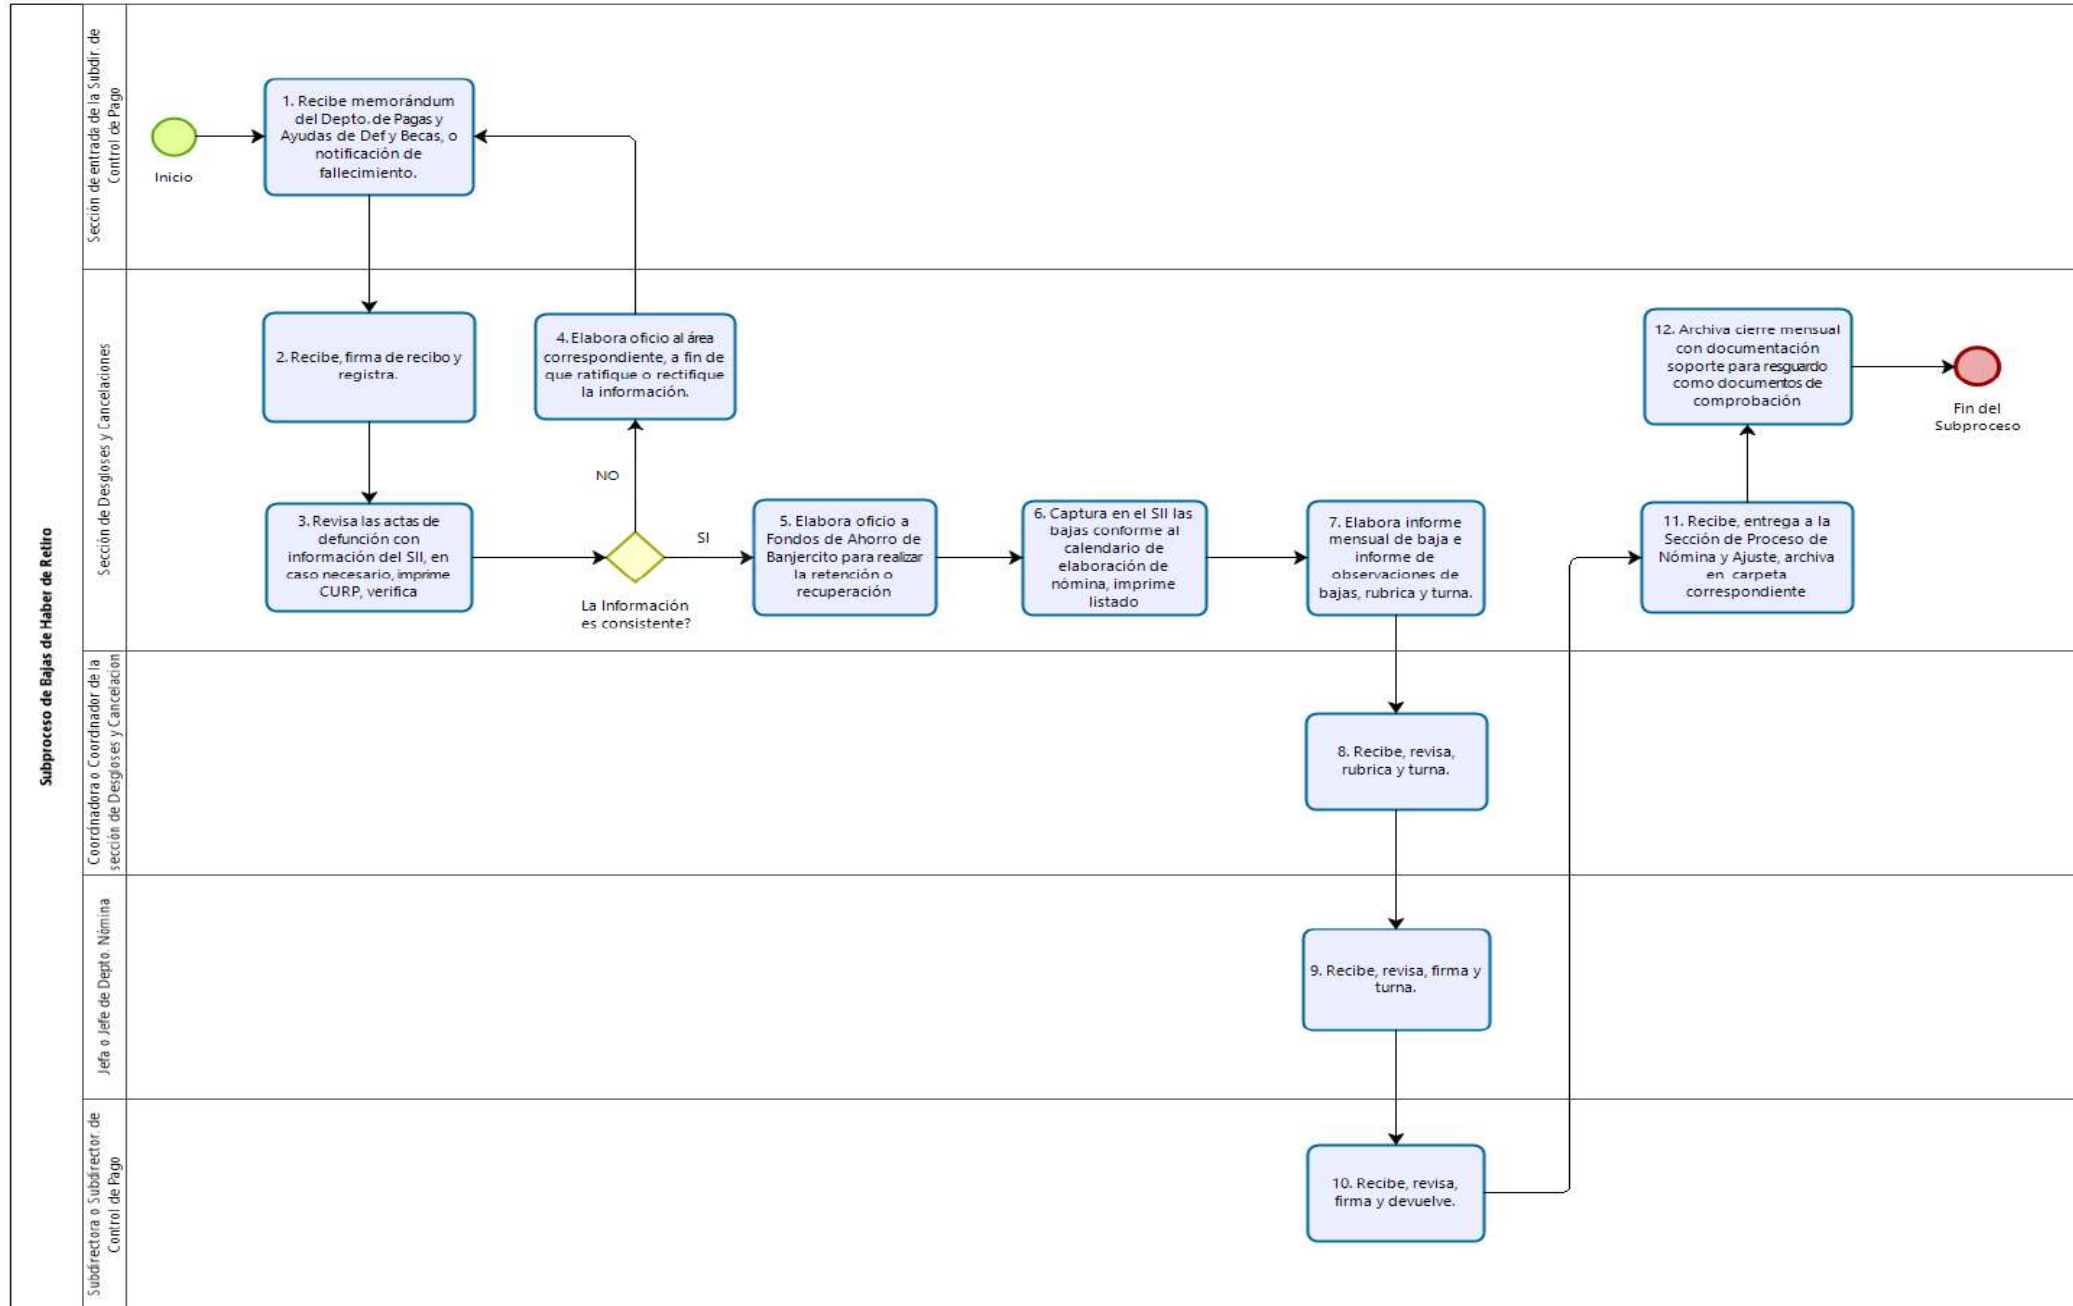 Subproceso de Bajas de Haber de Retiro
Sección de entrada de la Subdir. de
Control de Pago
Inicio
1. Recibe memorándum
del Depto. de Pagas y
Ayudas de Def y Becas, o
notificación de
fallecimiento.
Sección de Desgloses y Cancelaciones
2. Recibe, firma de recibo y
registra.
3. Revisa las actas de
defunción con
información del SII, en
caso necesario, imprime
CURP, verifica
La Información
es consistente?
NO
4. Elabora oficio al área
correspondiente, a fin de
que ratifique o rectifique
la información.
SI
5. Elabora oficio a
Fondos de Ahorro de
Banjercito para realizar
la retención o
recuperación
6. Captura en el SII las
bajas conforme al
calendario de
elaboración de
nómina, imprime
listado
7. Elabora informe
mensual de baja e
informe de
observaciones de
bajas, rubrica y turna.
Coordinadora o Coordinador de la
sección de Desgloses y Cancelacion
8. Recibe, revisa,
rubrica y turna.
Jefa o Jefe de Depto. Nómina
9. Recibe, revisa, firma y
turna.
Subdirectora o Subdirector. de
Control de Pago
10. Recibe, revisa,
firma y devuelve.
11. Recibe, entrega a la
Sección de Proceso de
Nómina y Ajuste, archiva
en carpeta
correspondiente
12. Archiva cierre mensual
con documentación
soporte para resguardo
como documentos de
comprobación
Fin del
Subproceso